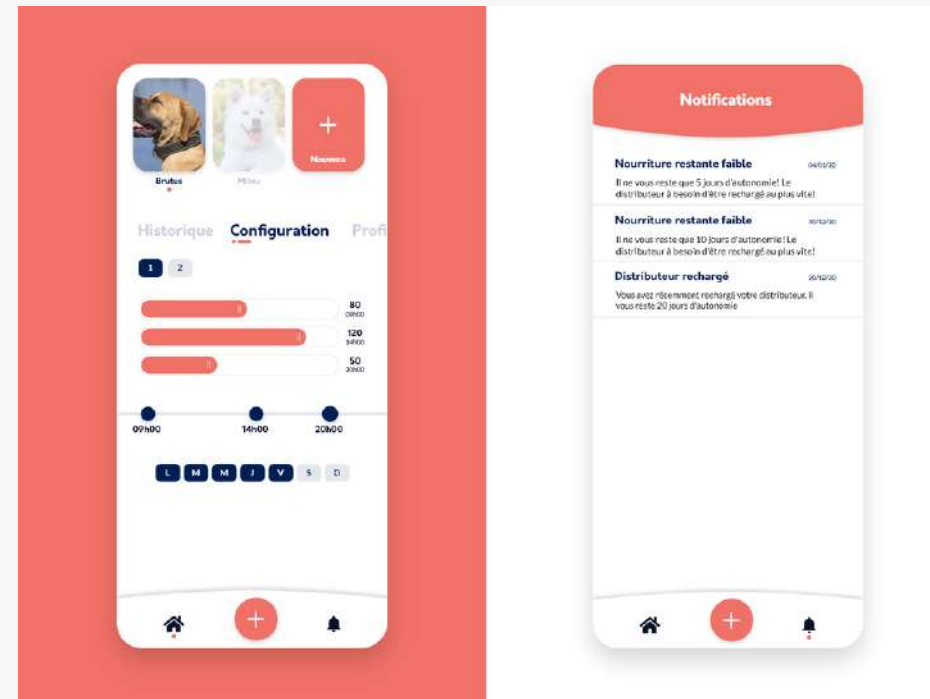 Nouveau
Brutus
Milou
Historique Configuration Profi
1 2
80
09h00
120
14h00
50
20h00
09h00 14h00 20h00
L M M J V S D
Notifications
Nourriture restante faible 04/01/20
Il ne vous reste que 5 jours d'autonomie! Le
distributeur à besoin d'être rechargé au plus vite!
Nourriture restante faible 30/12/20
Il ne vous reste que 10 jours d'autonomie! Le
distributeur à besoin d'être rechargé au plus vite!
Distributeur rechargé 20/12/20
Vous avez récemment rechargé votre distributeur. Il
vous reste 20 jours d'autonomie